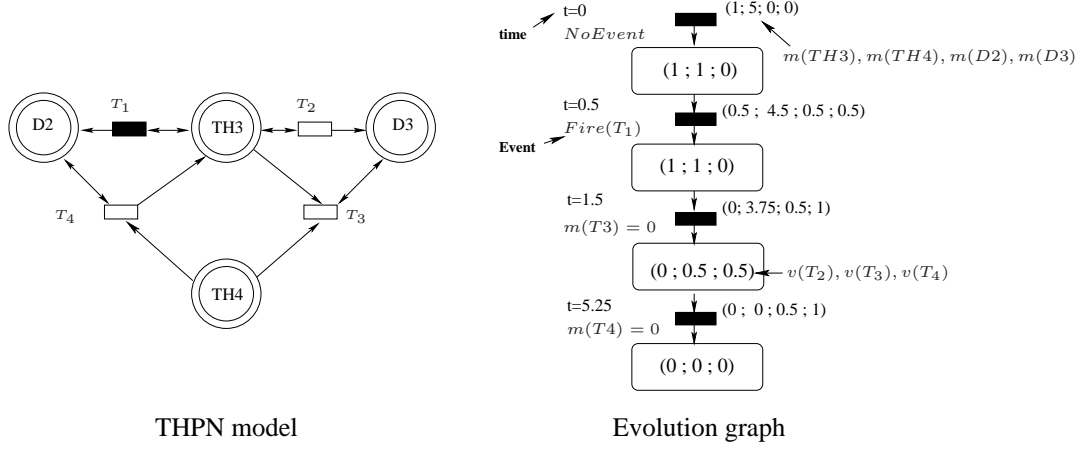 D2
T1
TH3
T2
D3
T4
T3
TH4
THPN model
t=0
(1; 5; 0; 0)
time
NoEvent
m(TH3), m(TH4), m(D2), m(D3)
(1 ; 1 ; 0)
t=0.5
(0.5 ; 4.5 ; 0.5 ; 0.5)
Fire(T1)
Event
(1 ; 1 ; 0)
t=1.5
(0; 3.75; 0.5; 1)
m(T3) = 0
(0 ; 0.5 ; 0.5)
v(T2), v(T3), v(T4)
t=5.25
(0 ; 0 ; 0.5 ; 1)
m(T4) = 0
(0 ; 0 ; 0)
Evolution graph